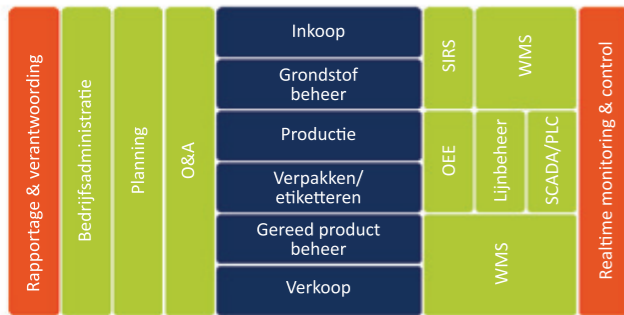 Rapportage & verantwoording
Bedrijfsadministratie
Planning
O&A
Inkoop
Grondstof
beheer
Productie
Verpakken/
etiketteren
Gereed product
beheer
Verkoop
SIRS
WMS
OEE
Lijnbeheer
SCADA/PLC
WMS
Realtime monitoring & control